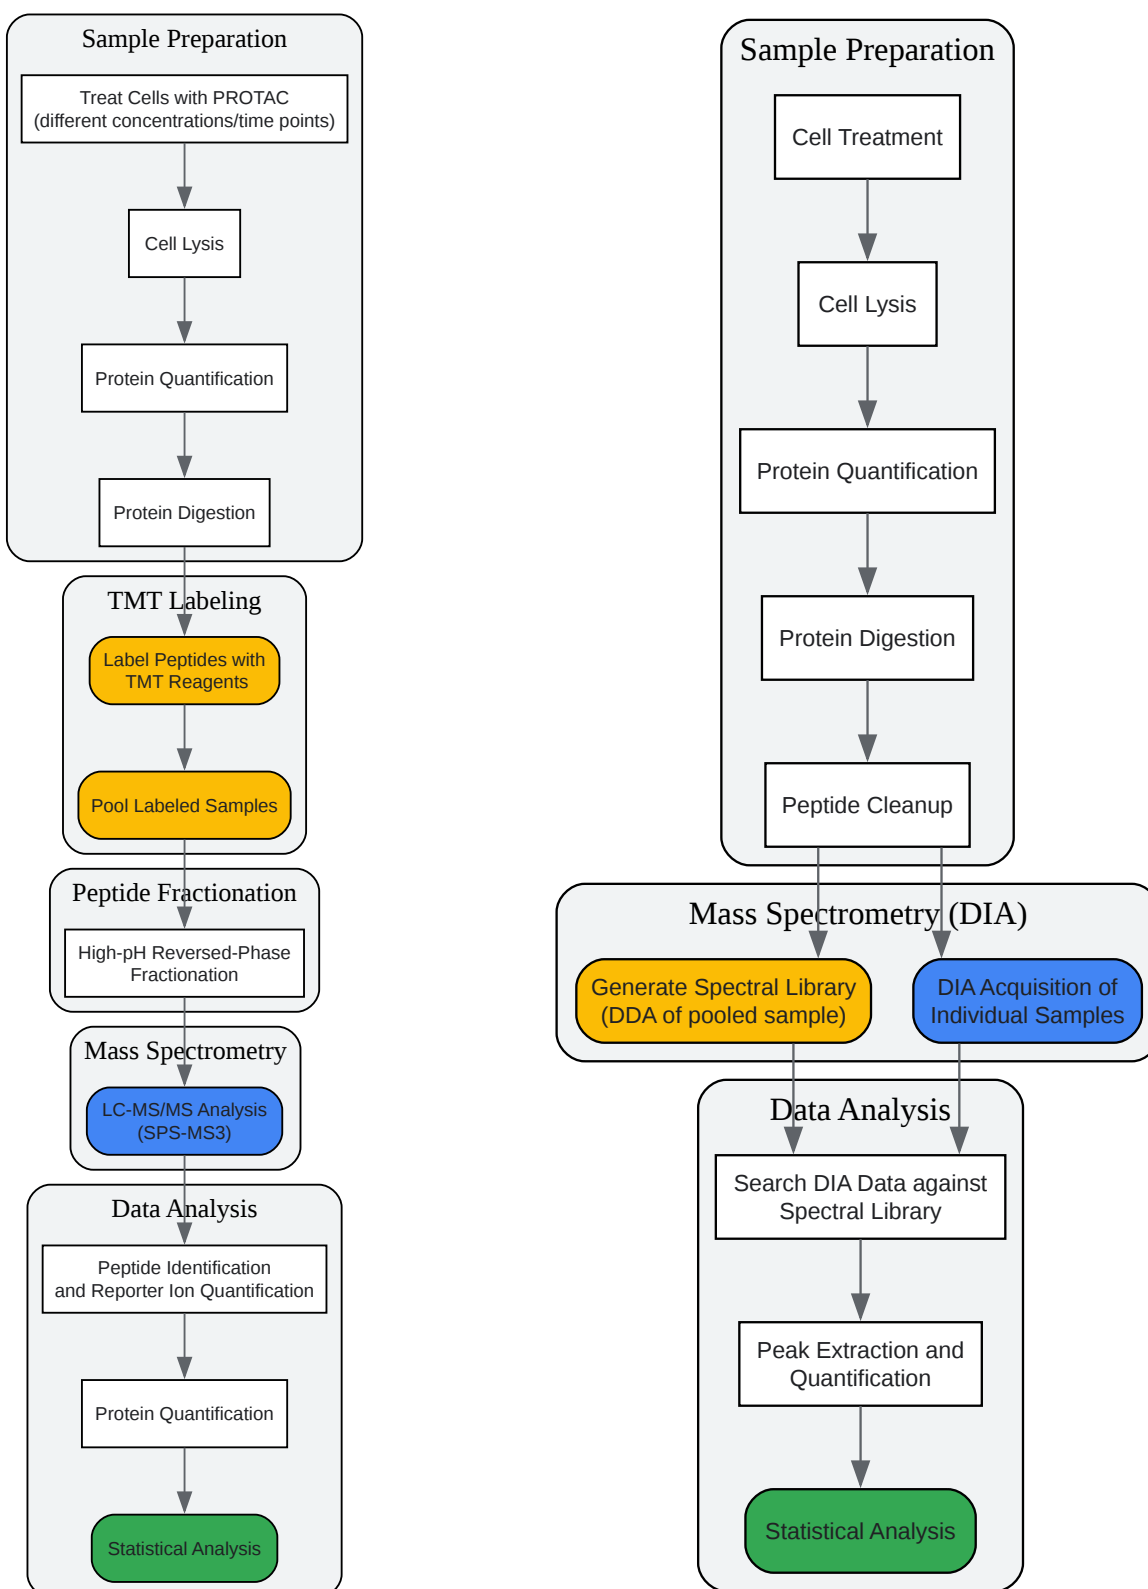 Sample Preparation
Treat Cells with PROTAC
(different concentrations/time points)
Cell Lysis
Protein Quantification
Protein Digestion
TMT Labeling
Label Peptides with
TMT Reagents
Pool Labeled Samples
Peptide Fractionation
High-pH Reversed-Phase
Fractionation
Mass Spectrometry
LC-MS/MS Analysis
(SPS-MS3)
Data Analysis
Peptide Identification
and Reporter Ion Quantification
Protein Quantification
Statistical Analysis
Sample Preparation
Cell Treatment
Cell Lysis
Protein Quantification
Protein Digestion
Peptide Cleanup
Mass Spectrometry (DIA)
Generate Spectral Library
(DDA of pooled sample)
DIA Acquisition of
Individual Samples
Data Analysis
Search DIA Data against
Spectral Library
Peak Extraction and
Quantification
Statistical Analysis